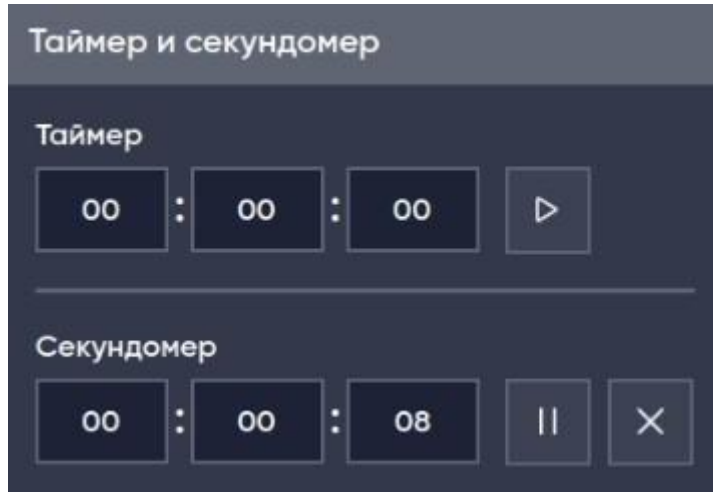 Таймер и секундомер
Таймер
00 : 00 : 00
Секундомер
00 : 00 : 08